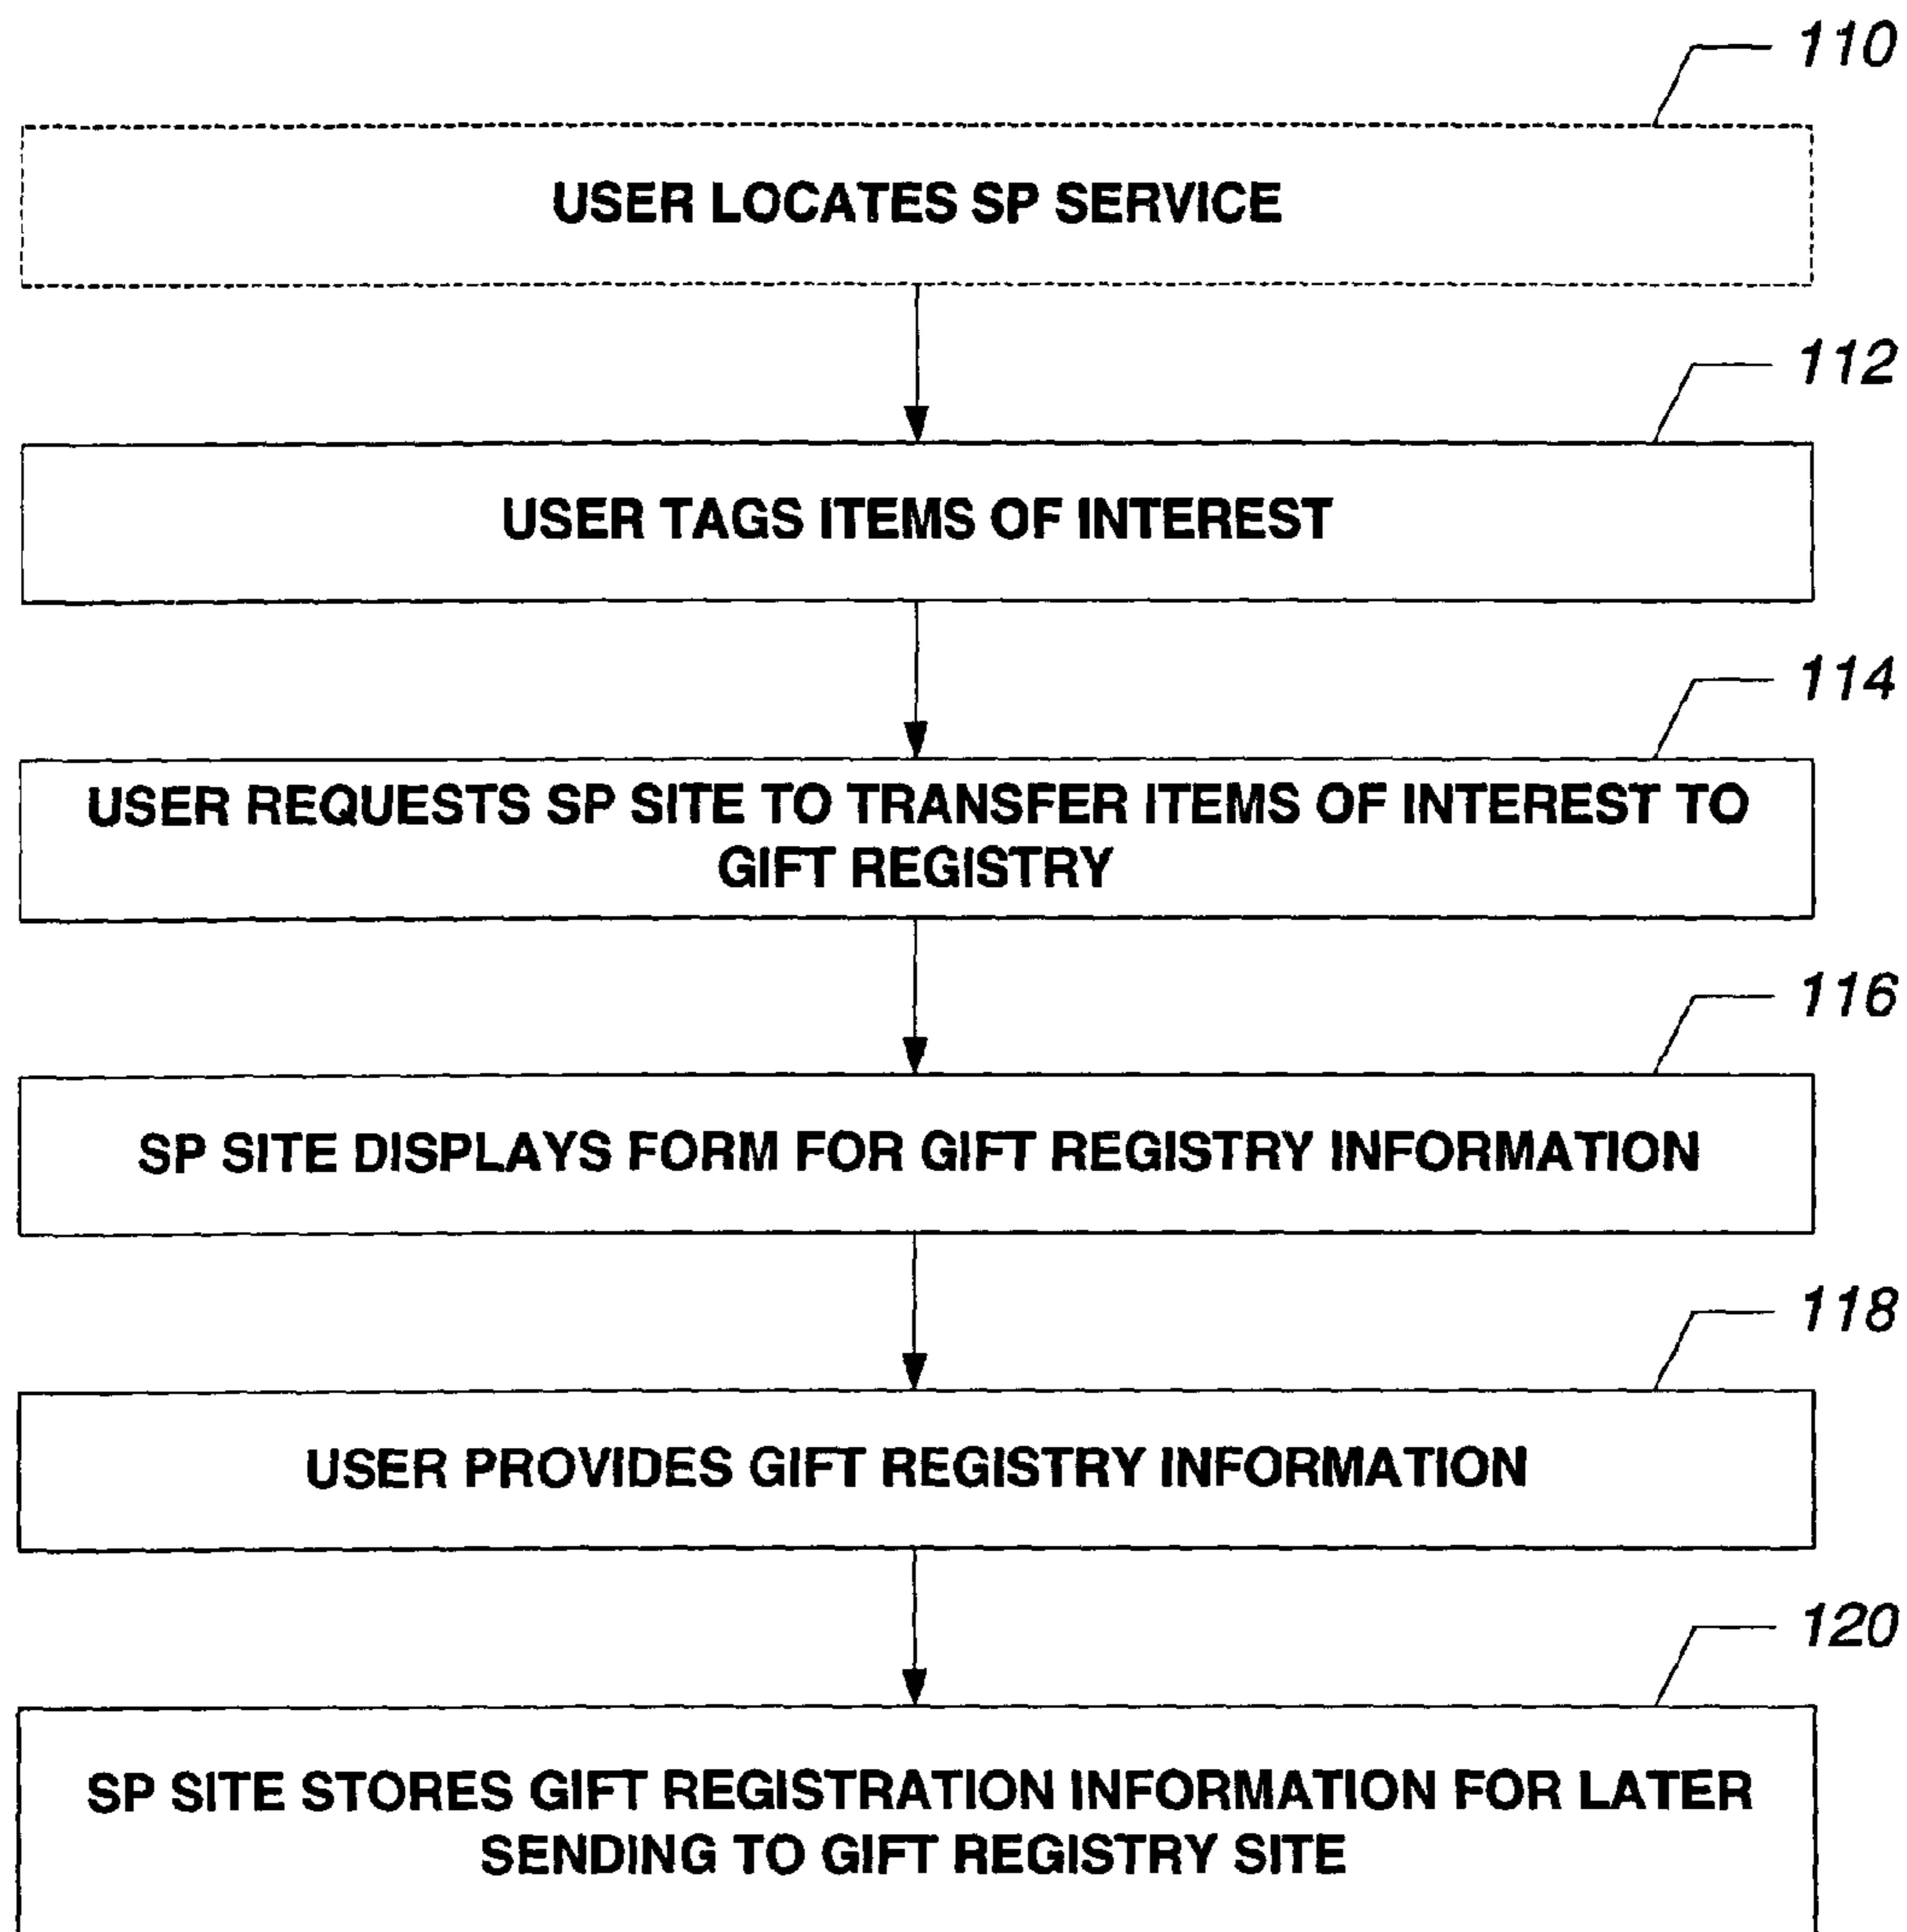 110
USER LOCATES SP SERVICE
112
USER TAGS ITEMS OF INTEREST
114
USER REQUESTS SP SITE TO TRANSFER ITEMS OF INTEREST TO
GIFT REGISTRY
116
SP SITE DISPLAYS FORM FOR GIFT REGISTRY INFORMATION
118
USER PROVIDES GIFT REGISTRY INFORMATION
120
SP SITE STORES GIFT REGISTRATION INFORMATION FOR LATER
SENDING TO GIFT REGISTRY SITE